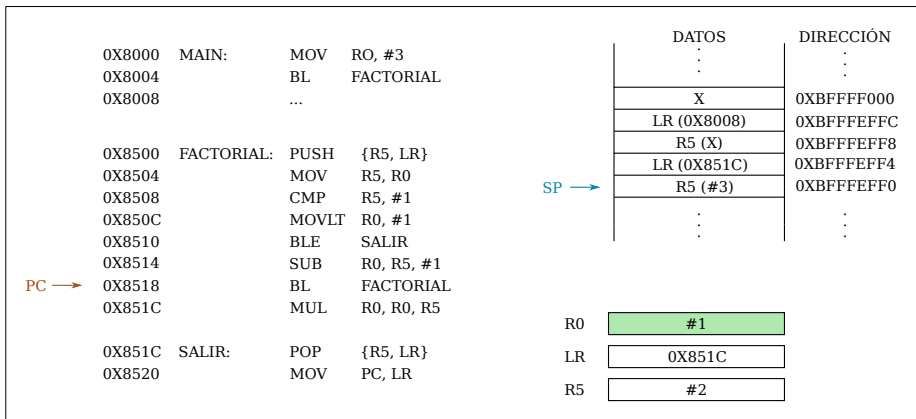 0X8000 MAIN: MOV RO, #3
0X8004 BL FACTORIAL
0X8008 ...
0X8500 FACTORIAL: PUSH {R5, LR}
0X8504 MOV R5, R0
0X8508 CMP R5, #1
0X850C MOVLT R0, #1
0X8510 BLE SALIR
0X8514 SUB R0, R5, #1
PC 0X8518 BL FACTORIAL
0X851C MUL R0, R0, R5
0X851C SALIR: POP {R5, LR}
0X8520 MOV PC, LR
DATOS DIRECCIÓN
X 0XBFFFF000
LR (0X8008) 0XBFFFEFFC
R5 (X) 0XBFFFEFF8
LR (0X851C) 0XBFFFEFF4
SP R5 (#3) 0XBFFFEFF0
R0 #1
LR 0X851C
R5 #2